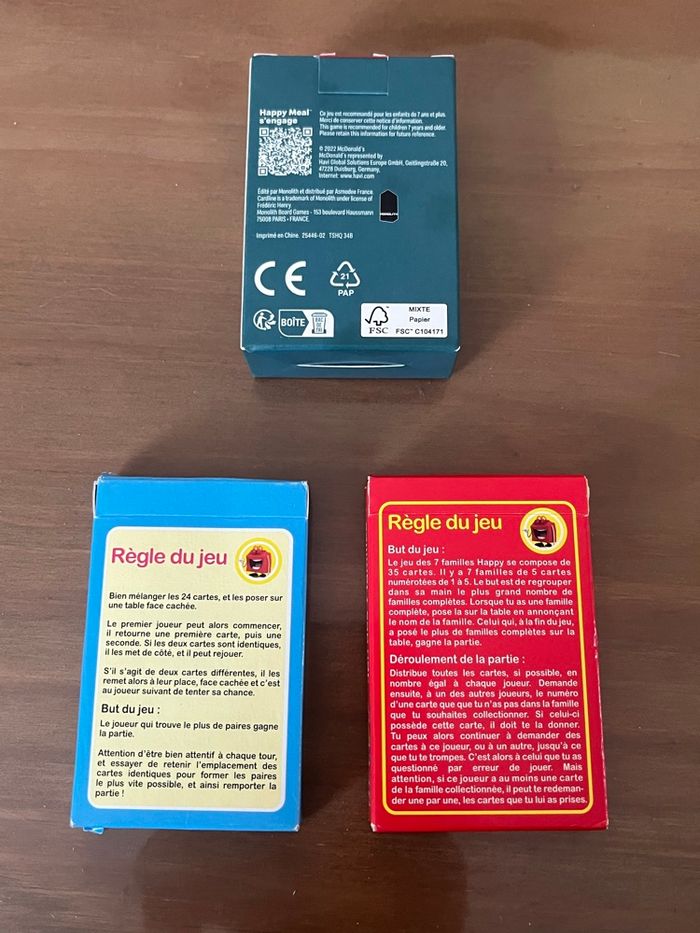 Happy Meal™
s'engage
Ce jeu est recommandé pour les enfants de 7 ans et plus.
Merci de conserver cette notice d'information.
This game is recommended for children 7 years and older.
Please retain this information for future reference.
© 2022 McDonald's
McDonald's represented by
Havi Global Solutions Europe GmbH, Geitlingstraße 20,
47228 Duisburg, Germany,
Internet: www.havi.com
Édité par Monolith et distribué par Asmodee France.
Cardline is a trademark of Monolith under license of
Frédéric Henry.
Monolith Board Games - 153 boulevard Haussmann
75008 PARIS - FRANCE.
MONOLITH
Imprimé en Chine. 25446-02 TSHQ 34B
CE
21
PAP
BOÎTE
BAC
DE
TRI
FSC
MIXTE
Papier
FSC™ C104171
Règle du jeu
Bien mélanger les 24 cartes, et les poser sur
une table face cachée.
Le premier joueur peut alors commencer,
il retourne une première carte, puis une
seconde. Si les deux cartes sont identiques,
il les met de côté, et il peut rejouer.
S'il s'agit de deux cartes différentes, il les
remet alors à leur place, face cachée et c'est
au joueur suivant de tenter sa chance.
But du jeu :
Le joueur qui trouve le plus de paires gagne
la partie.
Attention d'être bien attentif à chaque tour,
et essayer de retenir l'emplacement des
cartes identiques pour former les paires
le plus vite possible, et ainsi remporter la
partie !
Règle du jeu
But du jeu :
Le jeu des 7 familles Happy se compose de
35 cartes. Il y a 7 familles de 5 cartes
numérotées de 1 à 5. Le but est de regrouper
dans sa main le plus grand nombre de
familles complètes. Lorsque tu as une famille
complète, pose la sur la table en annonçant
le nom de la famille. Celui qui, à la fin du jeu,
a posé le plus de familles complètes sur la
table, gagne la partie.
Déroulement de la partie :
Distribue toutes les cartes, si possible, en
nombre égal à chaque joueur. Demande
ensuite, à un des autres joueurs, le numéro
d'une carte que que tu n'as pas dans la famille
que tu souhaites collectionner. Si celui-ci
possède cette carte, il doit te la donner.
Tu peux alors continuer à demander des
cartes à ce joueur, ou à un autre, jusqu'à ce
que tu te trompes. C'est alors à celui que tu as
questionné par erreur de jouer. Mais
attention, si ce joueur a au moins une carte
de la famille collectionnée, il peut te redeman-
der une par une, les cartes que tu lui as prises.